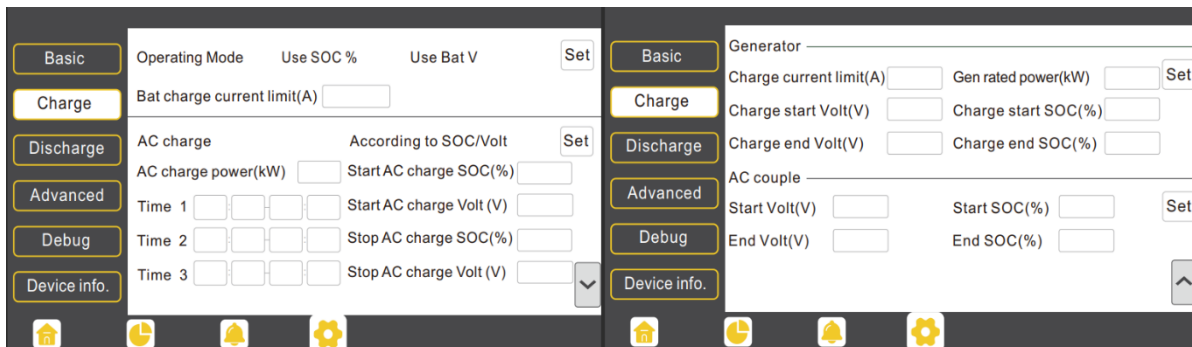 Basic
Charge
Discharge
Advanced
Debug
Device info.
Operating Mode Use SOC % Use Bat V Set
Bat charge current limit(A)
AC charge According to SOC/Volt Set
AC charge power(kW) Start AC charge SOC(%)
Time 1 : - : Start AC charge Volt (V)
Time 2 : - : Stop AC charge SOC(%)
Time 3 : - : Stop AC charge Volt (V)
Basic
Charge
Discharge
Advanced
Debug
Device info.
Generator
Charge current limit(A) Gen rated power(kW) Set
Charge start Volt(V) Charge start SOC(%)
Charge end Volt(V) Charge end SOC(%)
AC couple
Start Volt(V) Start SOC(%) Set
End Volt(V) End SOC(%)